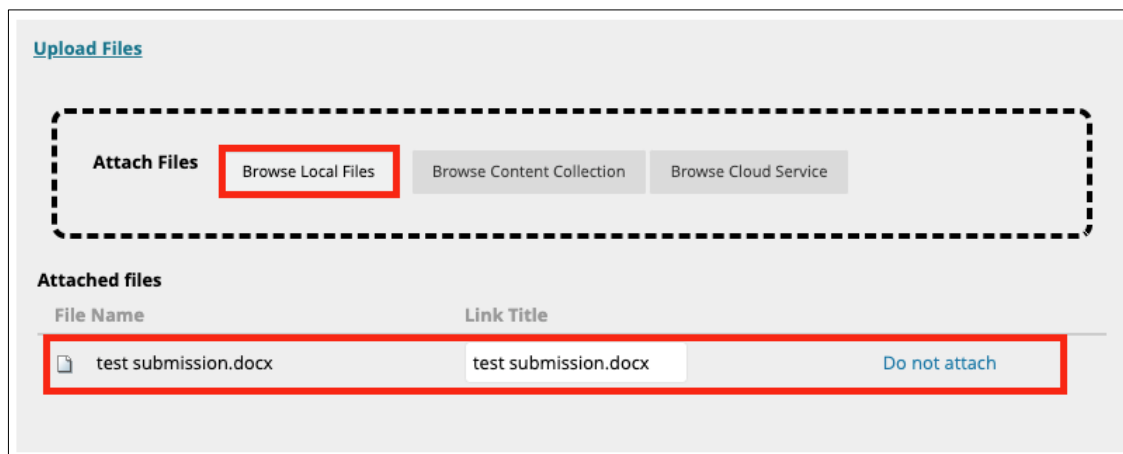 Upload Files
Attach Files Browse Local Files Browse Content Collection Browse Cloud Service
Attached files
File Name Link Title
test submission.docx test submission.docx Do not attach